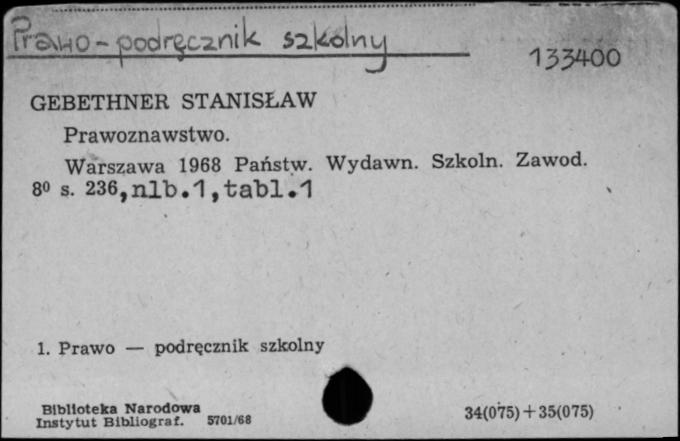 Prawo - podręcznik szkolny
133400
GEBETHNER STANISŁAW
Prawoznawstwo.
Warszawa 1968 Państw. Wydawn. Szkoln. Zawod.
8⁰ s. 236, nlb.1, tabl.1
1. Prawo — podręcznik szkolny
Biblioteka Narodowa
Instytut Bibliograf. 5701/68
34(075) + 35(075)